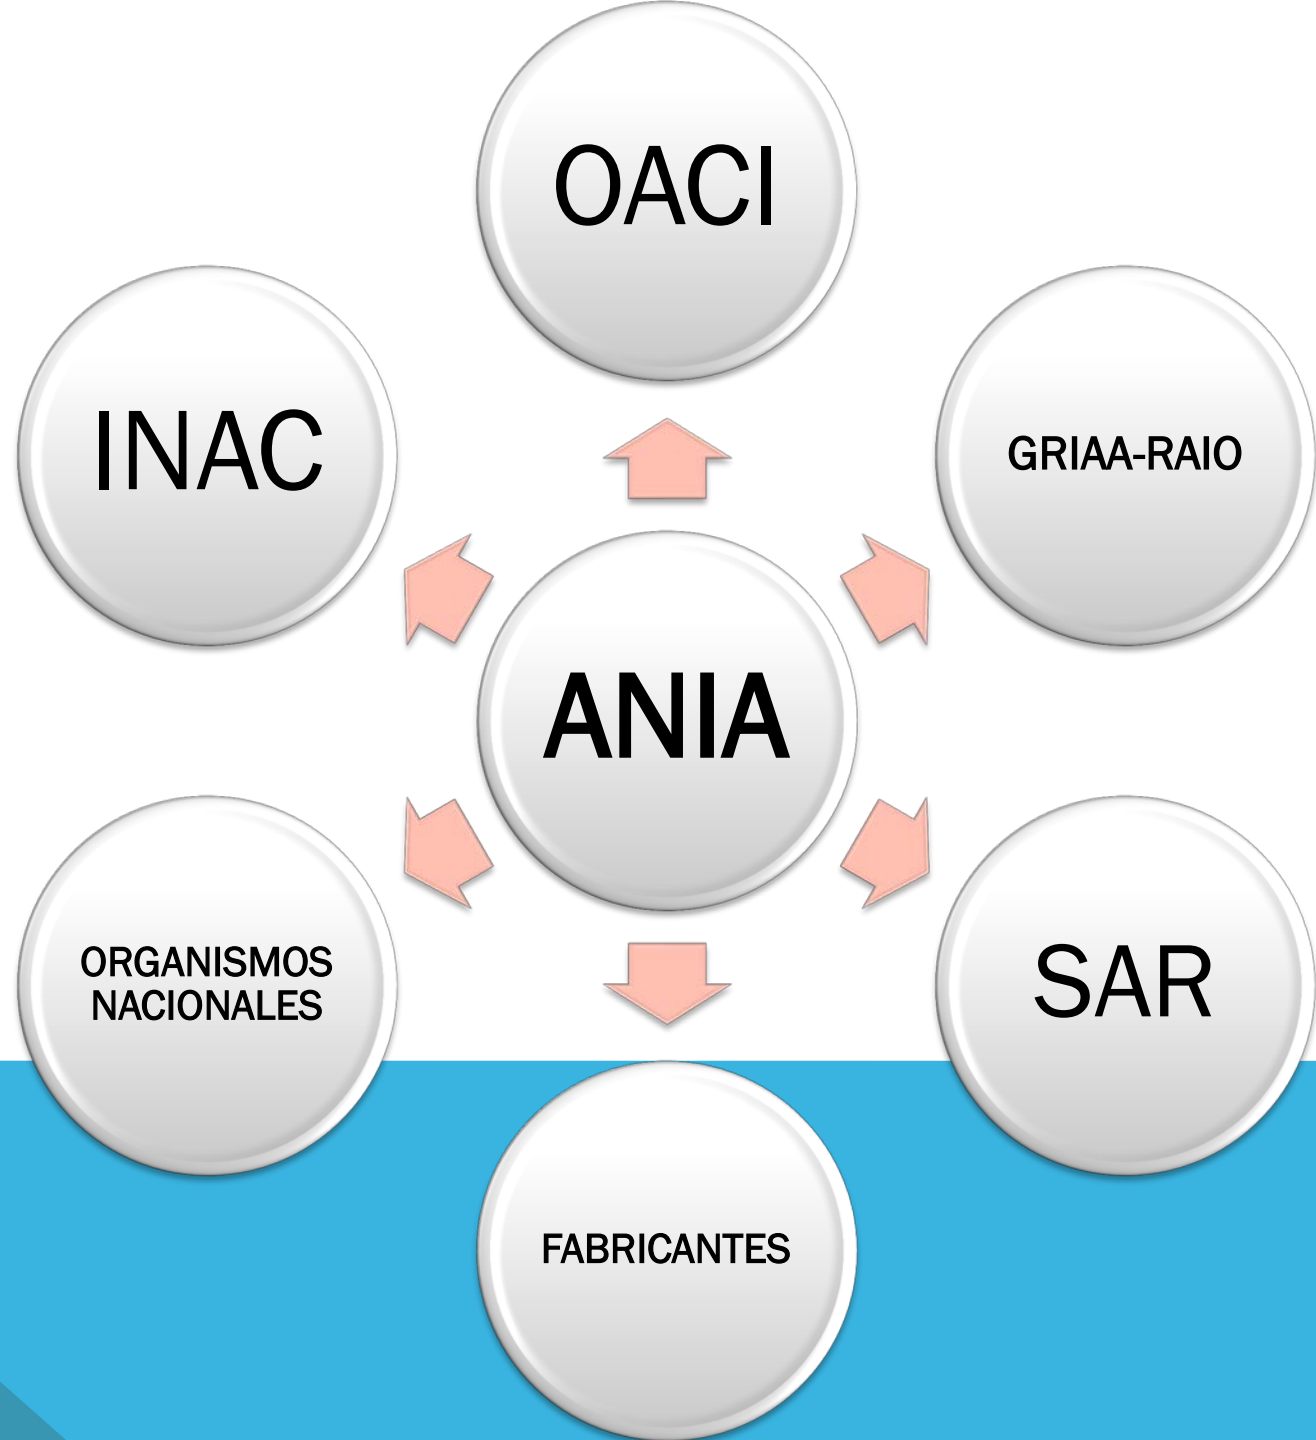 OACI
INAC
GRIAA-RAIO
ANIA
ORGANISMOS
NACIONALES
SAR
FABRICANTES